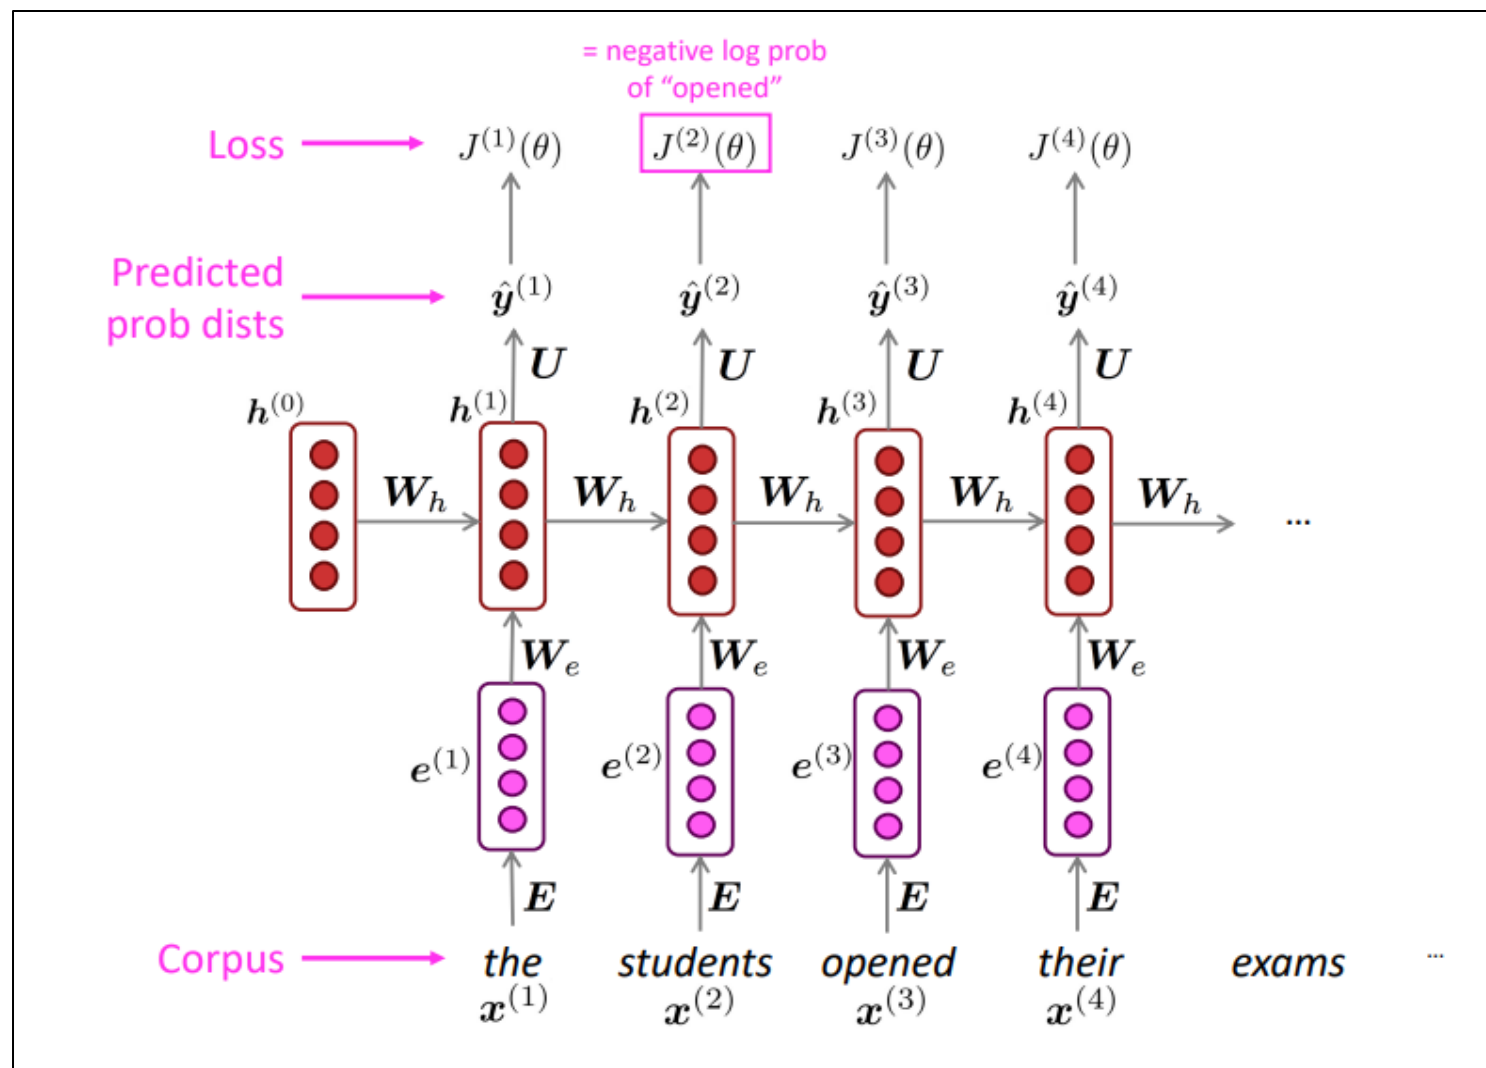 = negative log prob
of “opened”
Loss J⁽¹⁾(θ) J⁽²⁾(θ) J⁽³⁾(θ) J⁽⁴⁾(θ)
Predicted
prob dists
ŷ⁽¹⁾ ŷ⁽²⁾ ŷ⁽³⁾ ŷ⁽⁴⁾
U U U U
h⁽⁰⁾ h⁽¹⁾ h⁽²⁾ h⁽³⁾ h⁽⁴⁾
Wₕ Wₕ Wₕ Wₕ Wₕ ...
Wₑ Wₑ Wₑ Wₑ
e⁽¹⁾ e⁽²⁾ e⁽³⁾ e⁽⁴⁾
E E E E
Corpus the students opened their exams ...
x⁽¹⁾ x⁽²⁾ x⁽³⁾ x⁽⁴⁾